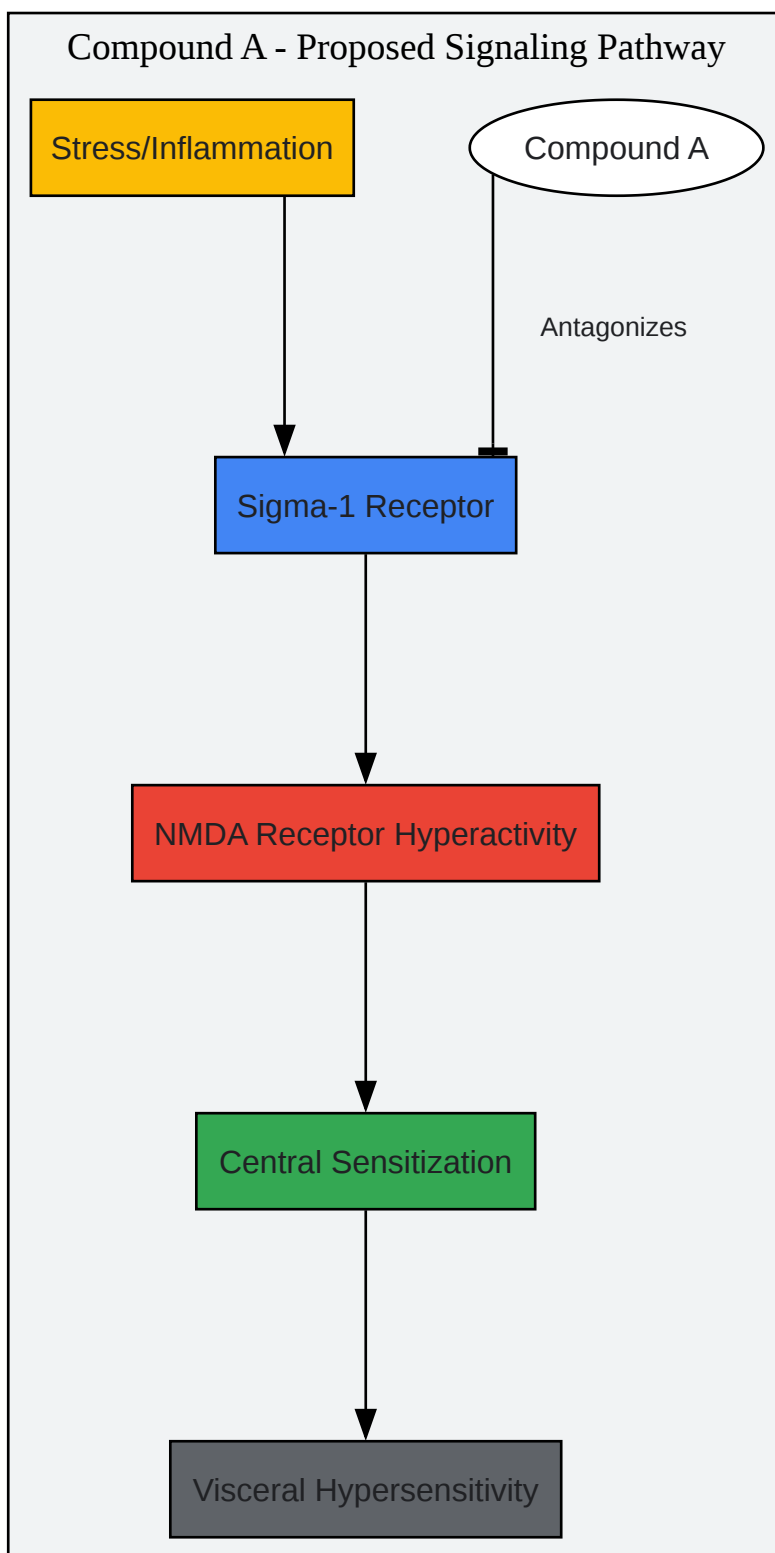 Compound A - Proposed Signaling Pathway
Stress/Inflammation
Compound A
Antagonizes
Sigma-1 Receptor
NMDA Receptor Hyperactivity
Central Sensitization
Visceral Hypersensitivity